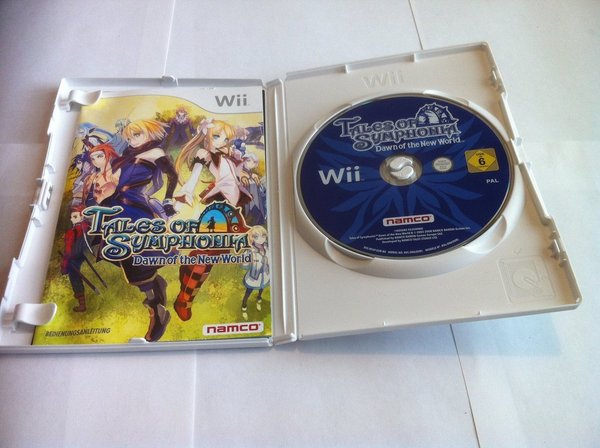 Wii
TALES OF
SYMPHONIA
Dawn of the New World
BEDIENUNGSANLEITUNG
namco
Wii
TALES OF
SYMPHONIA
Dawn of the New World
Wii
6
PAL
namco